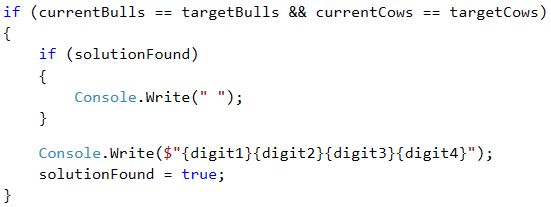 if (currentBulls == targetBulls && currentCows == targetCows)
{
    if (solutionFound)
    {
        Console.Write(" ");
    }
    Console.Write($"{digit1}{digit2}{digit3}{digit4}");
    solutionFound = true;
}